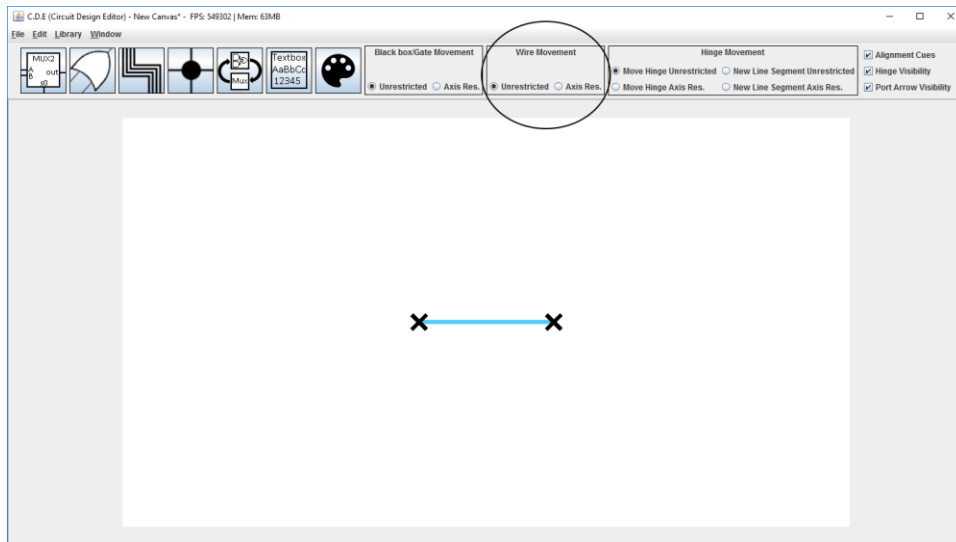 C.D.E (Circuit Design Editor) - New Canvas* - FPS: 549302 | Mem: 63MB
File Edit Library Window
MUX2
A
B
out
s0
Mux
Textbox
AaBbCc
12345
Black box/Gate Movement
Unrestricted Axis Res.
Wire Movement
Unrestricted Axis Res.
Hinge Movement
Move Hinge Unrestricted New Line Segment Unrestricted
Move Hinge Axis Res. New Line Segment Axis Res.
Alignment Cues
Hinge Visibility
Port Arrow Visibility